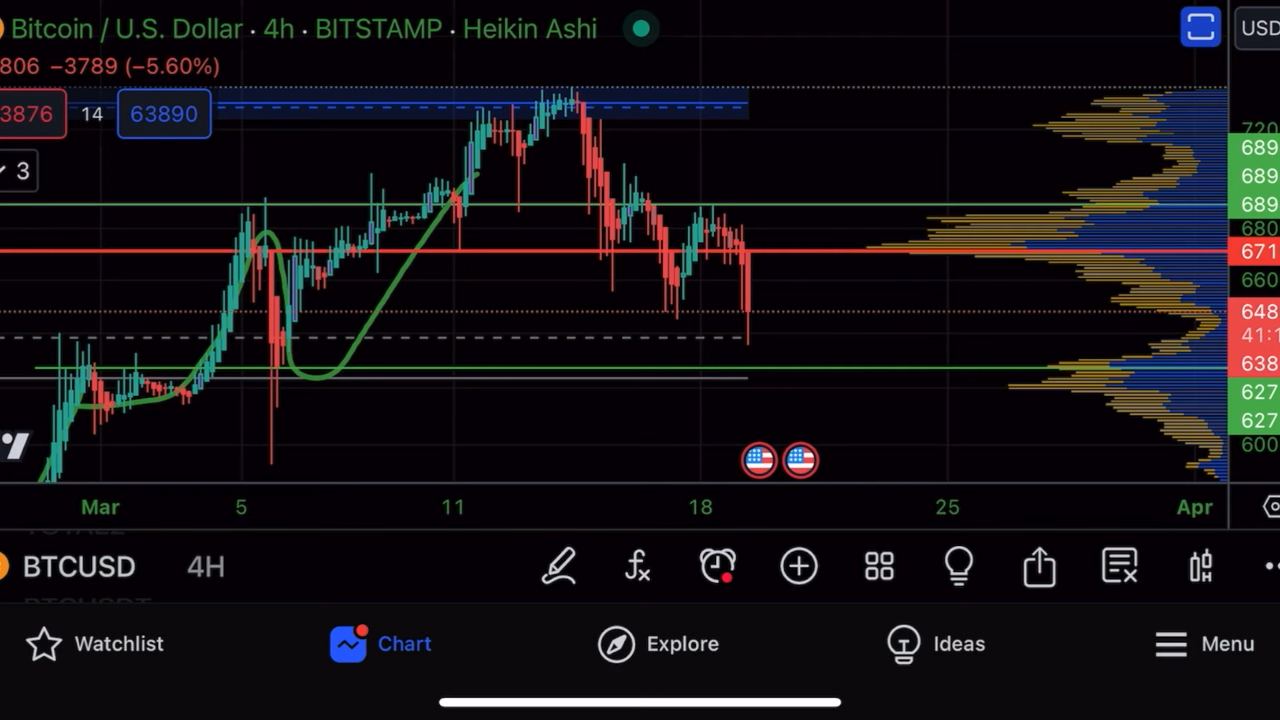 Bitcoin / U.S. Dollar · 4h · BITSTAMP · Heikin Ashi
USD
806 −3789 (−5.60%)
3876 14 63890
3
720
689
689
689
680
671
660
648
41:1
638
627
627
600
Mar 5 11 18 25 Apr
BTCUSD 4H
Watchlist Chart Explore Ideas Menu